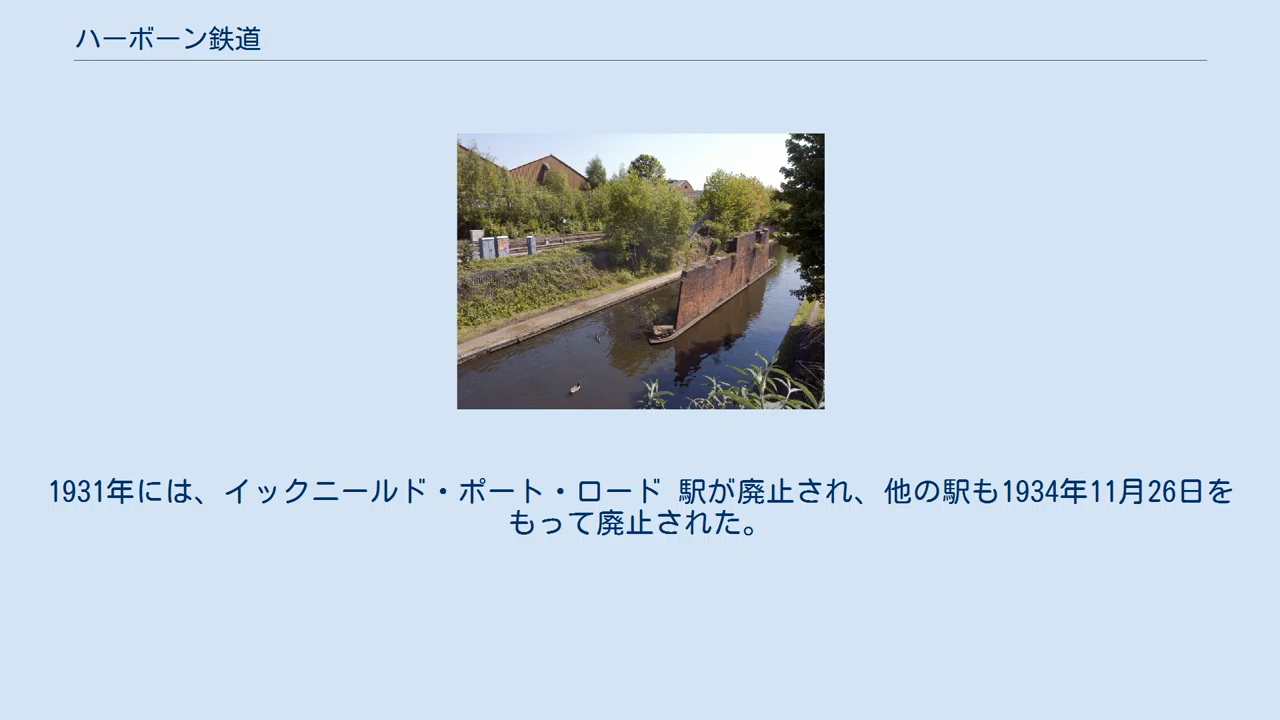 ハーボーン鉄道
1931年には、イックニールド・ポート・ロード 駅が廃止され、他の駅も1934年11月26日を
もって廃止された。